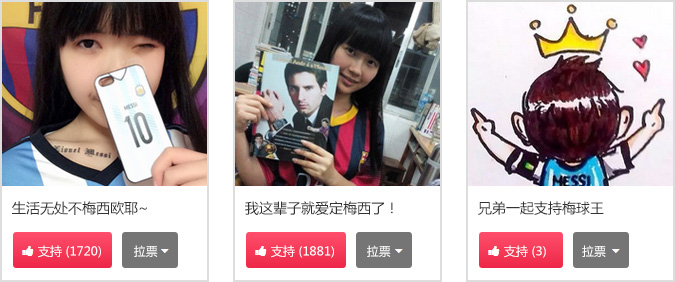 MESSI
10
Lionel Messi
MESSI
生活无处不梅西欧耶~
我这辈子就爱定梅西了！
兄弟一起支持梅球王
支持 (1720)
拉票
支持 (1881)
拉票
支持 (3)
拉票